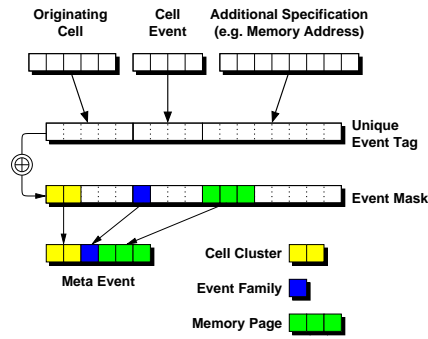 Originating
Cell
Cell
Event
Additional Specification
(e.g. Memory Address)
Unique
Event Tag
Event Mask
Meta Event
Cell Cluster
Event Family
Memory Page